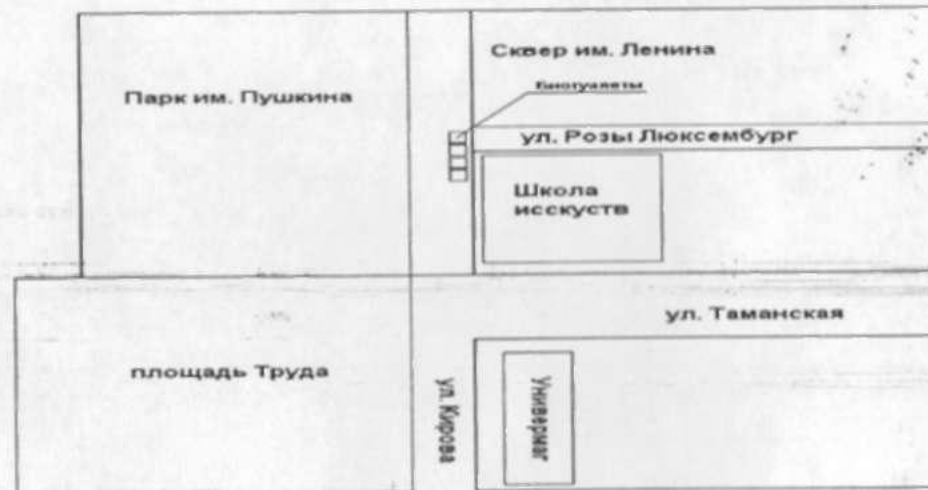 Сквер им. Ленина
Биотуалеты
Парк им. Пушкина
ул. Розы Люксембург
Школа
исскуств
ул. Таманская
площадь Труда
ул. Кирова
Универмаг